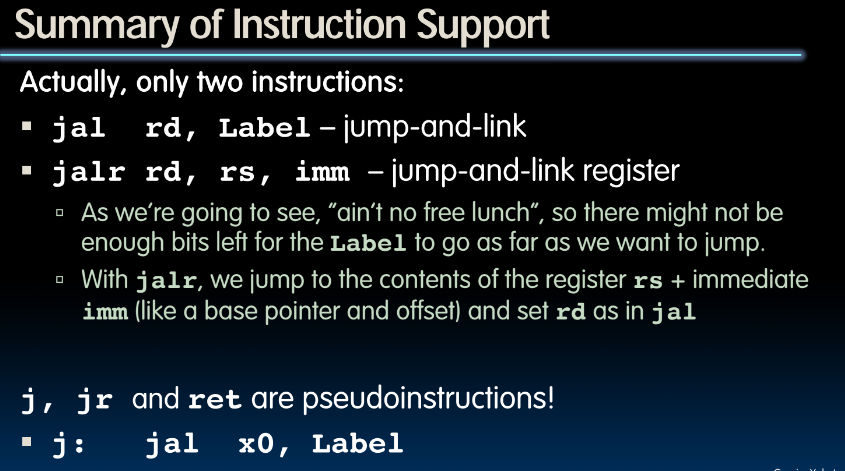 Summary of Instruction Support
Actually, only two instructions:
▪ jal rd, Label – jump-and-link
▪ jalr rd, rs, imm – jump-and-link register
▫ As we're going to see, "ain't no free lunch", so there might not be
enough bits left for the Label to go as far as we want to jump.
▫ With jalr, we jump to the contents of the register rs + immediate
imm (like a base pointer and offset) and set rd as in jal
j, jr and ret are pseudoinstructions!
▪ j: jal x0, Label